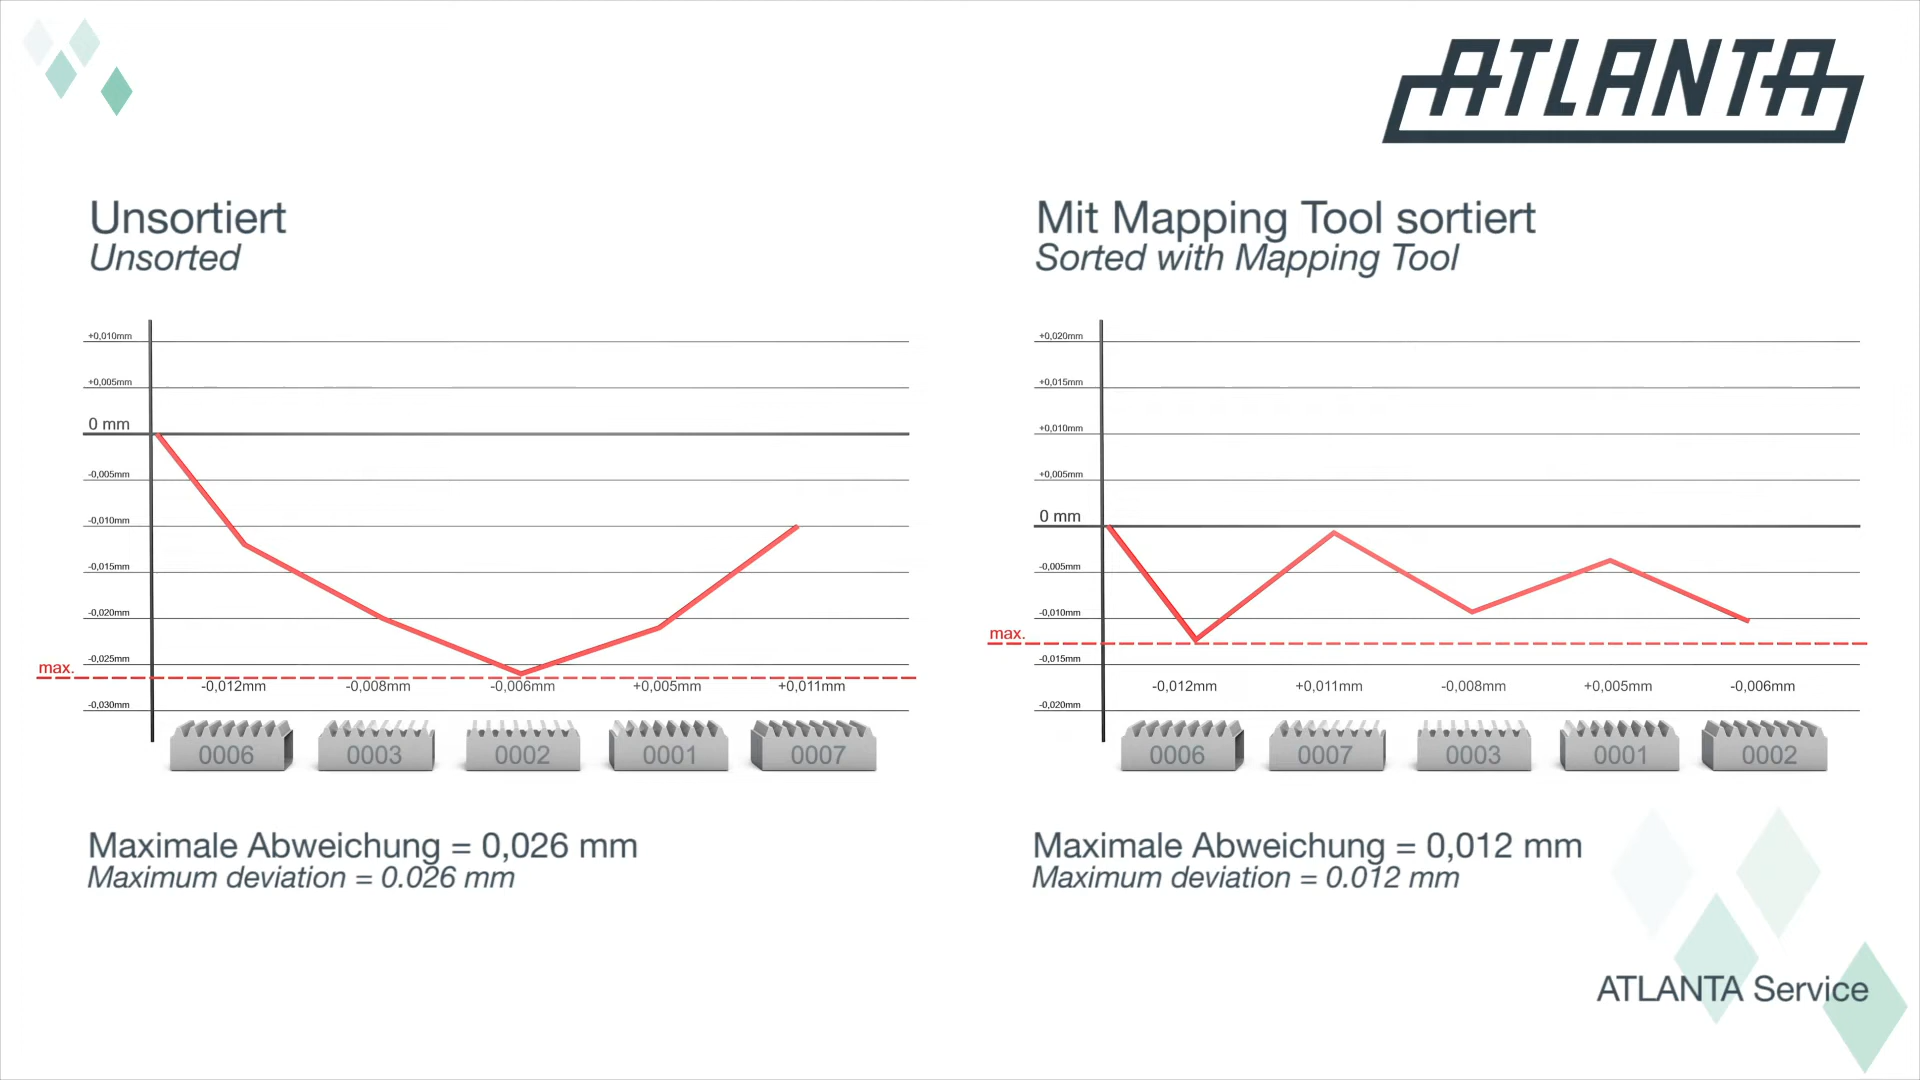 ATLANTA
Unsortiert
Unsorted
+0,010mm
+0,005mm
0 mm
-0,005mm
-0,010mm
-0,015mm
-0,020mm
-0,025mm
max.
-0,012mm -0,008mm -0,006mm +0,005mm +0,011mm
-0,030mm
0006 0003 0002 0001 0007
Maximale Abweichung = 0,026 mm
Maximum deviation = 0.026 mm
Mit Mapping Tool sortiert
Sorted with Mapping Tool
+0,020mm
+0,015mm
+0,010mm
+0,005mm
0 mm
-0,005mm
-0,010mm
max.
-0,015mm
-0,012mm +0,011mm -0,008mm +0,005mm -0,006mm
-0,020mm
0006 0007 0003 0001 0002
Maximale Abweichung = 0,012 mm
Maximum deviation = 0.012 mm
ATLANTA Service